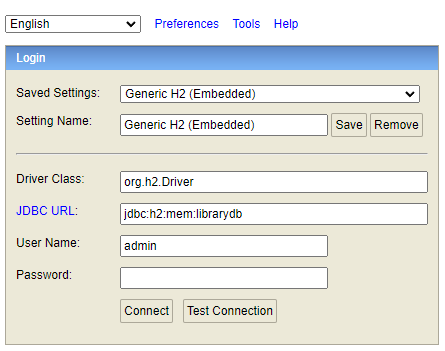 English Preferences Tools Help
Login
Saved Settings: Generic H2 (Embedded)
Setting Name: Generic H2 (Embedded) Save Remove
Driver Class: org.h2.Driver
JDBC URL: jdbc:h2:mem:librarydb
User Name: admin
Password:
Connect Test Connection